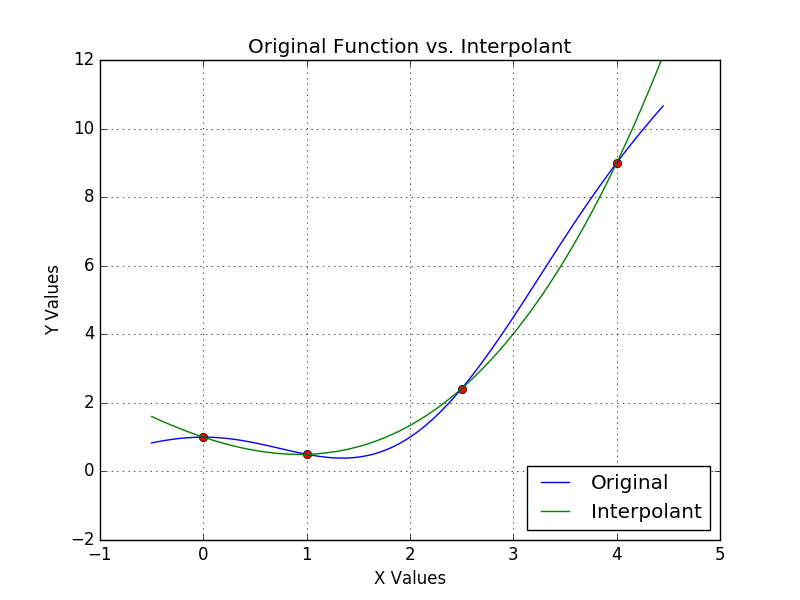 Original Function vs. Interpolant
12
10
8
6
4
2
0
−2
Y Values
−1 0 1 2 3 4 5
X Values
Original
Interpolant